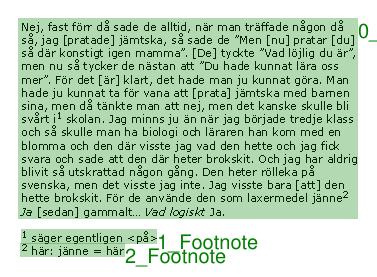 Nej, fast förr då sade de alltid, när man träffade någon då
så, jag [pratade] jämtska, så sade de ”Men [nu] pratar [du]
så där konstigt igen mamma”. [De] tyckte ”Vad löjlig du är”,
men nu så tycker de nästan att ”Du hade kunnat lära oss
mer”. För det [är] klart, det hade man ju kunnat göra. Man
hade ju kunnat ta för vana att [prata] jämtska med barnen
sina, men då tänkte man att nej, men det kanske skulle bli
svårt i¹ skolan. Jag minns ju än när jag började tredje klass
och så skulle man ha biologi och läraren han kom med en
blomma och den där visste jag vad den hette och jag fick
svara och sade att den där heter brokskit. Och jag har aldrig
blivit så utskrattad någon gång. Den heter rölleka på
svenska, men det visste jag inte. Jag visste bara [att] den
hette brokskit. För de använde den som laxermedel jänne²
Ja [sedan] gammalt... Vad logiskt Ja.
0_
¹ säger egentligen <på>
1_Footnote
² här: jänne = här
2_Footnote